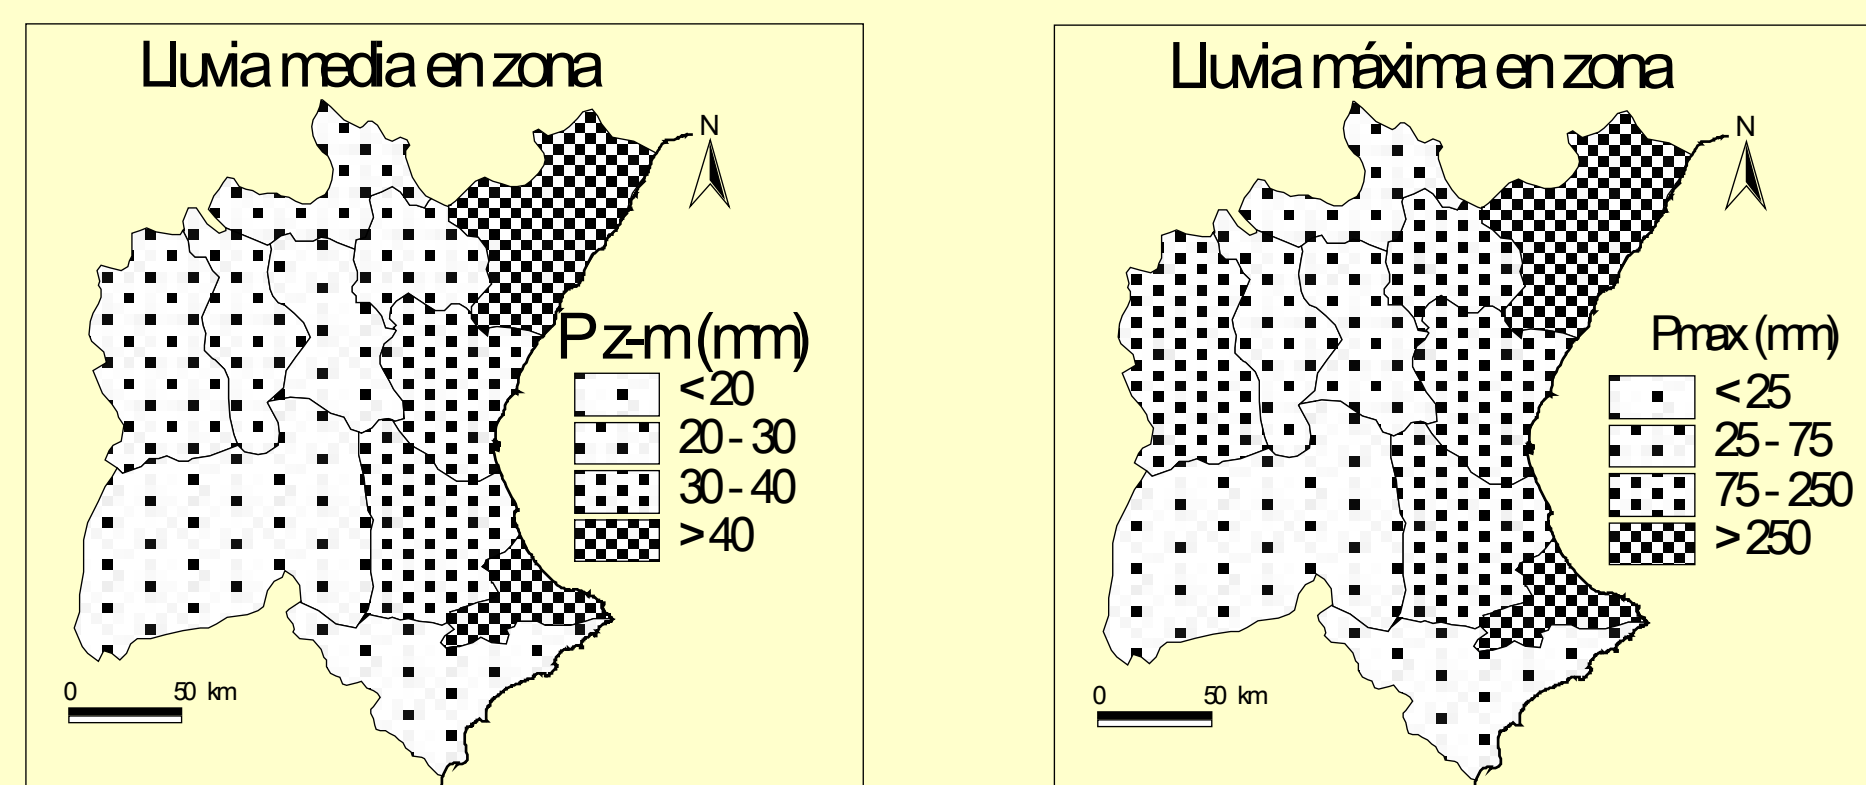 Lluvia media en zona
N
P z-m (mm)
< 20
20 - 30
30 - 40
> 40
0 50 km
Lluvia máxima en zona
N
Pmax (mm)
< 25
25 - 75
75 - 250
> 250
0 50 km